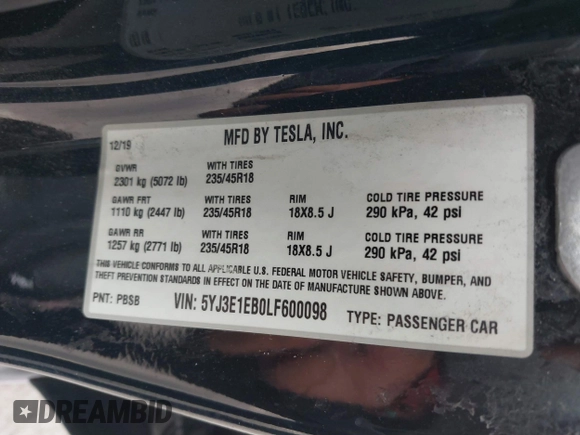 MFD BY TESLA, INC.
12/19
GVWR WITH TIRES
2301 kg (5072 lb) 235/45R18
GAWR FRT WITH TIRES RIM COLD TIRE PRESSURE
1110 kg (2447 lb) 235/45R18 18X8.5 J 290 kPa, 42 psi
GAWR RR WITH TIRES RIM COLD TIRE PRESSURE
1257 kg (2771 lb) 235/45R18 18X8.5 J 290 kPa, 42 psi
THIS VEHICLE CONFORMS TO ALL APPLICABLE U.S. FEDERAL MOTOR VEHICLE SAFETY, BUMPER, AND
THEFT PREVENTION STANDARDS IN EFFECT ON THE DATE OF MANUFACTURE SHOWN ABOVE.
PNT: PBSB VIN: 5YJ3E1EB0LF600098 TYPE: PASSENGER CAR
DREAMBID